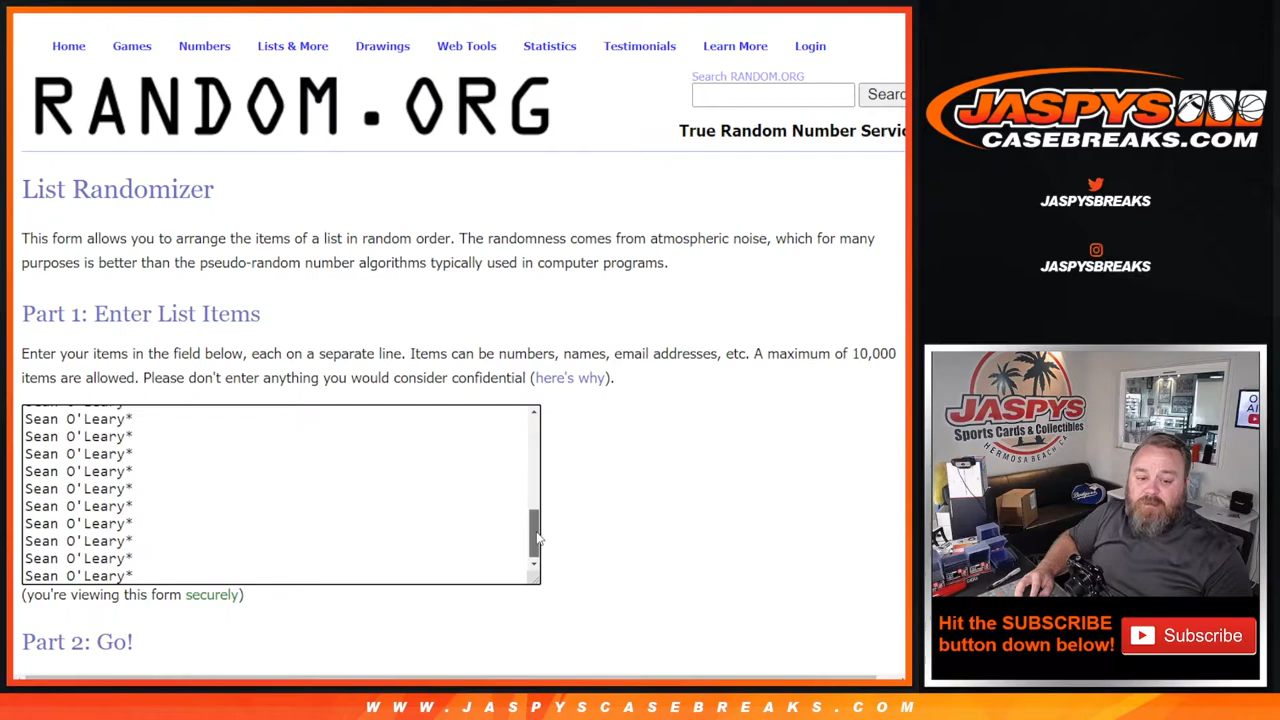 Home Games Numbers Lists & More Drawings Web Tools Statistics Testimonials Learn More Login
RANDOM.ORG
Search RANDOM.ORG
Searc
True Random Number Servic
List Randomizer
This form allows you to arrange the items of a list in random order. The randomness comes from atmospheric noise, which for many
purposes is better than the pseudo-random number algorithms typically used in computer programs.
Part 1: Enter List Items
Enter your items in the field below, each on a separate line. Items can be numbers, names, email addresses, etc. A maximum of 10,000
items are allowed. Please don't enter anything you would consider confidential (here's why).
Sean O'Leary*
Sean O'Leary*
Sean O'Leary*
Sean O'Leary*
Sean O'Leary*
Sean O'Leary*
Sean O'Leary*
Sean O'Leary*
Sean O'Leary*
Sean O'Leary*
(you're viewing this form securely)
Part 2: Go!
JASPYS
CASEBREAKS.COM
JASPYSBREAKS
JASPYSBREAKS
JASPYS
Sports Cards & Collectibles
HERMOSA BEACH CA
Hit the SUBSCRIBE
button down below!
Subscribe
WWW.JASPYSCASEBREAKS.COM